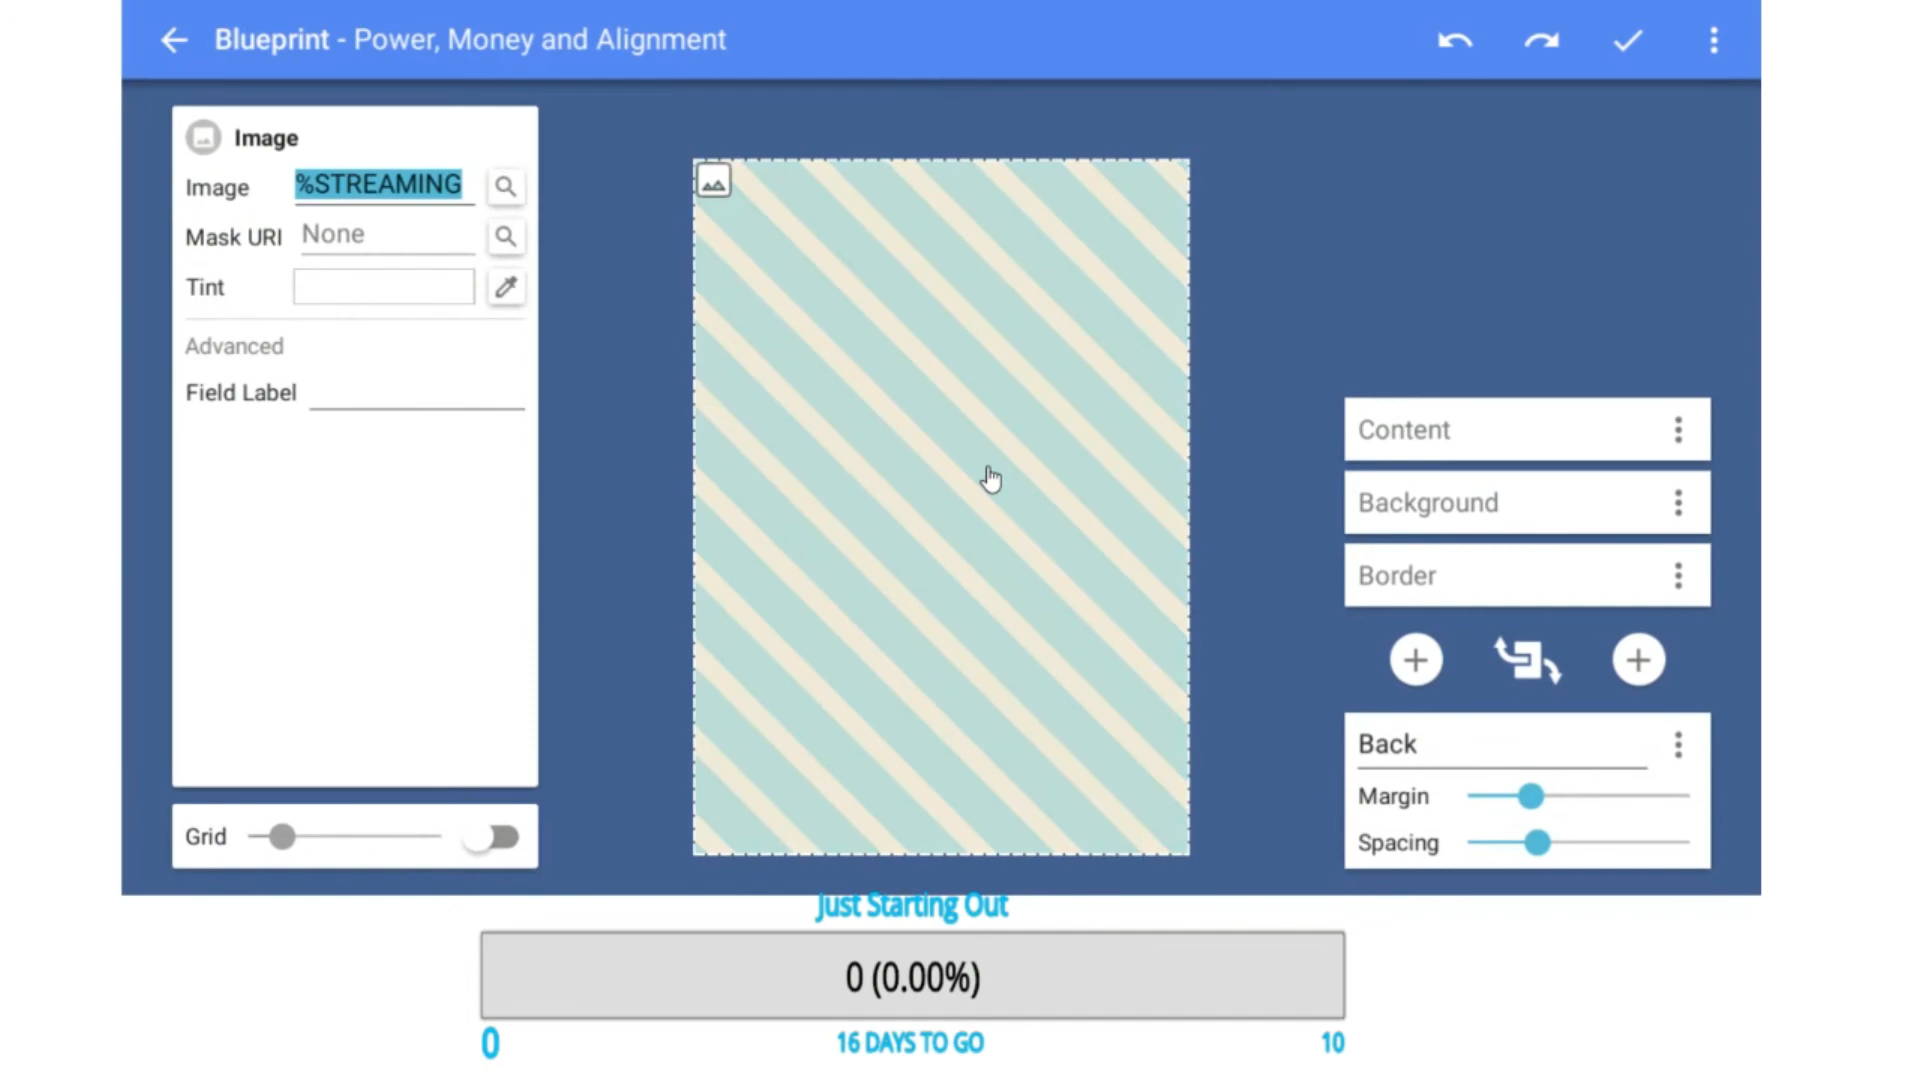 Blueprint - Power, Money and Alignment
Image
Image %STREAMING
Mask URI None
Tint
Advanced
Field Label
Grid
Content
Background
Border
Back
Margin
Spacing
Just Starting Out
0 (0.00%)
0 16 DAYS TO GO 10